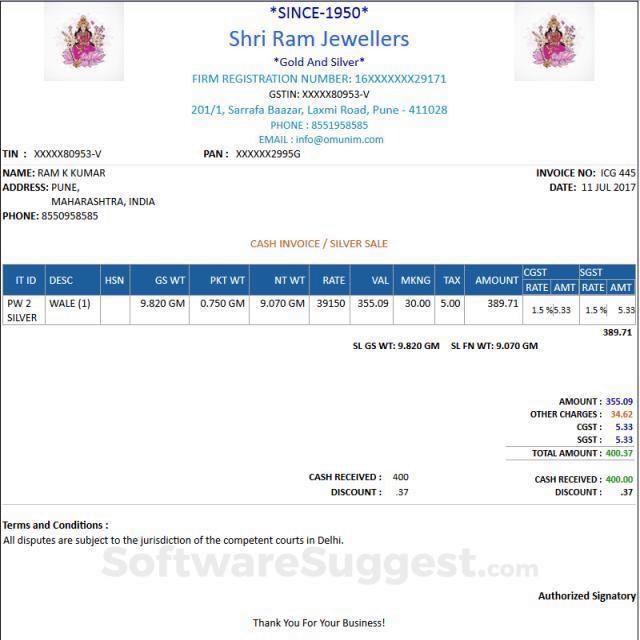 *SINCE-1950*
Shri Ram Jewellers
*Gold And Silver*
FIRM REGISTRATION NUMBER: 16XXXXXXX29171
GSTIN: XXXXX80953-V
201/1, Sarrafa Baazar, Laxmi Road, Pune - 411028
PHONE : 8551958585
EMAIL : info@omunim.com
TIN : XXXXX80953-V PAN : XXXXXX2995G
NAME: RAM K KUMAR INVOICE NO: ICG 445
ADDRESS: PUNE, DATE: 11 JUL 2017
MAHARASHTRA, INDIA
PHONE: 8550958585
CASH INVOICE / SILVER SALE
IT ID DESC HSN GS WT PKT WT NT WT RATE VAL MKNG TAX AMOUNT CGST SGST
RATE AMT RATE AMT
PW 2 WALE (1) 9.820 GM 0.750 GM 9.070 GM 39150 355.09 30.00 5.00 389.71 1.5 % 5.33 1.5 % 5.33
SILVER
389.71
SL GS WT: 9.820 GM SL FN WT: 9.070 GM
AMOUNT : 355.09
OTHER CHARGES : 34.62
CGST : 5.33
SGST : 5.33
TOTAL AMOUNT : 400.37
CASH RECEIVED : 400 CASH RECEIVED : 400.00
DISCOUNT : .37 DISCOUNT : .37
Terms and Conditions :
All disputes are subject to the jurisdiction of the competent courts in Delhi.
SoftwareSuggest.com
Authorized Signatory
Thank You For Your Business!